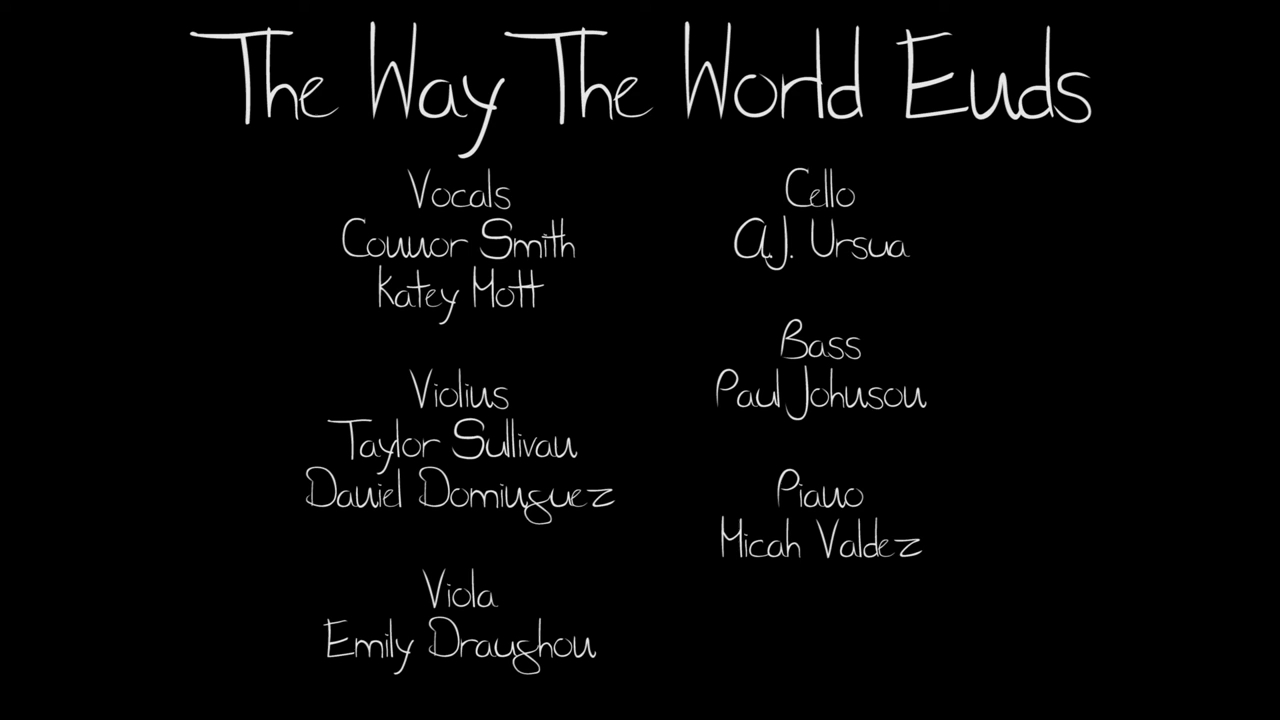 The Way The World Ends
Vocals
Connor Smith
Katey Mott
Violins
Taylor Sullivan
Daniel Dominguez
Viola
Emily Draughon
Cello
A.J. Ursua
Bass
Paul Johnson
Piano
Micah Valdez